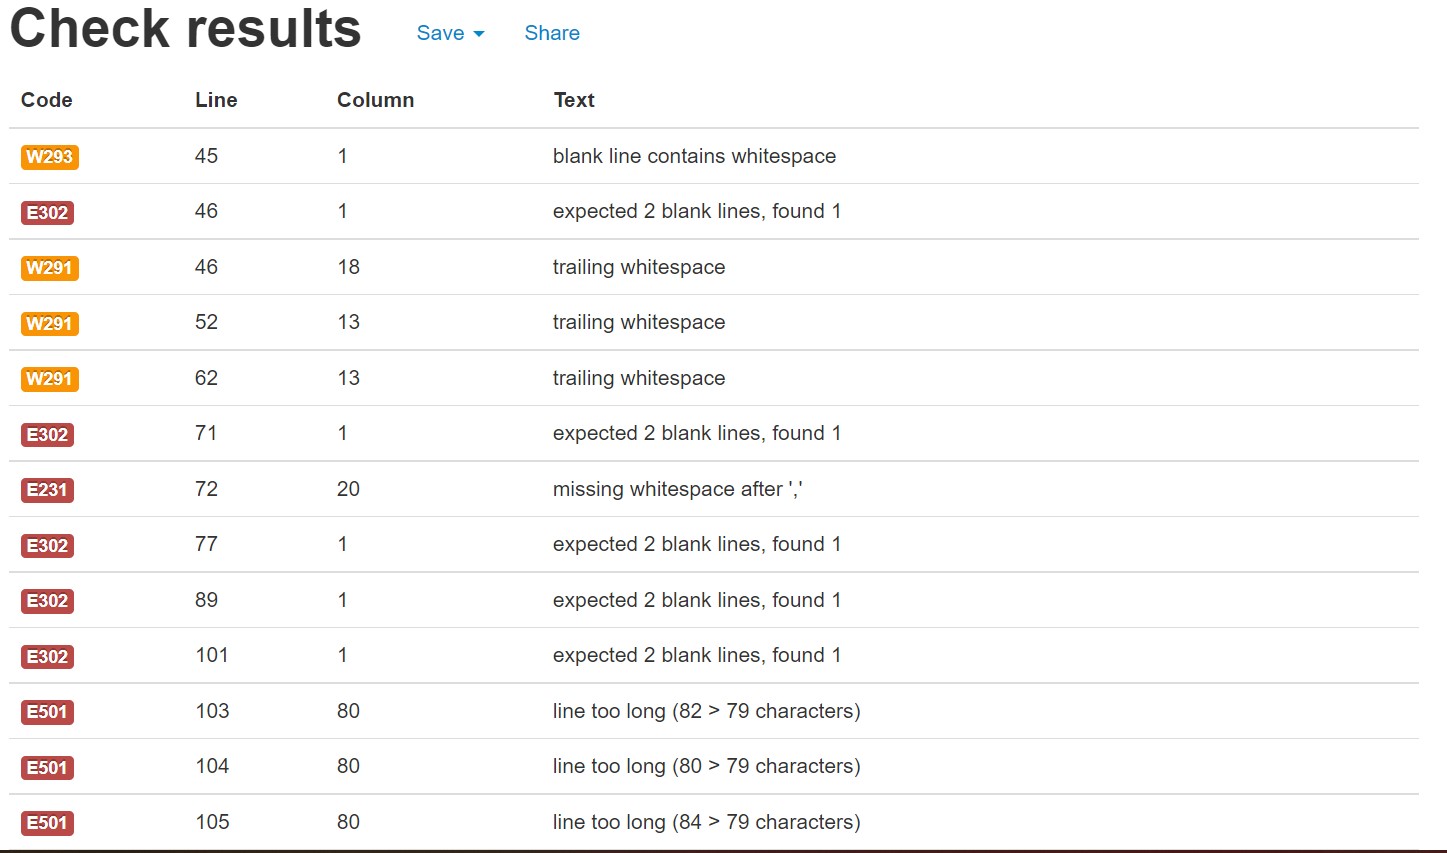 Check results Save Share
Code Line Column Text
W293 45 1 blank line contains whitespace
E302 46 1 expected 2 blank lines, found 1
W291 46 18 trailing whitespace
W291 52 13 trailing whitespace
W291 62 13 trailing whitespace
E302 71 1 expected 2 blank lines, found 1
E231 72 20 missing whitespace after ','
E302 77 1 expected 2 blank lines, found 1
E302 89 1 expected 2 blank lines, found 1
E302 101 1 expected 2 blank lines, found 1
E501 103 80 line too long (82 > 79 characters)
E501 104 80 line too long (80 > 79 characters)
E501 105 80 line too long (84 > 79 characters)